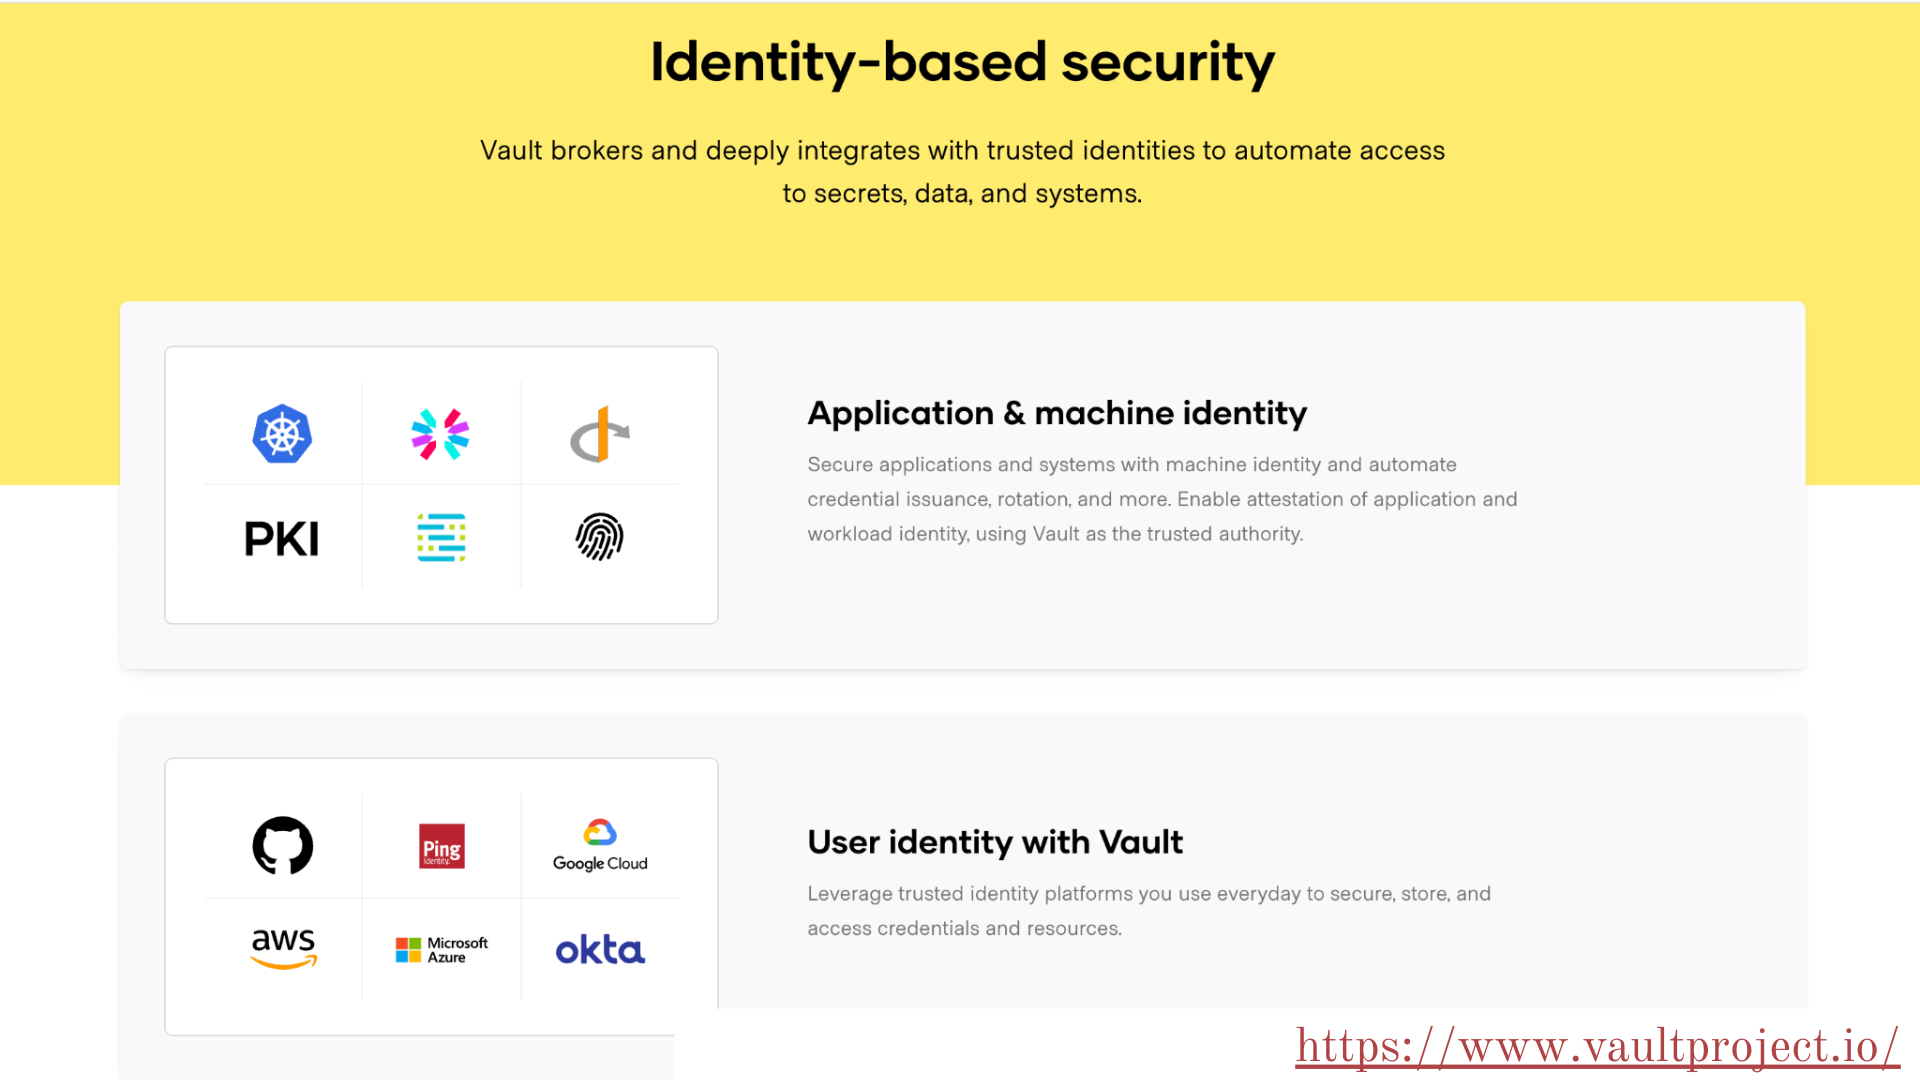 Identity-based security
Vault brokers and deeply integrates with trusted identities to automate access
to secrets, data, and systems.
Application & machine identity
Secure applications and systems with machine identity and automate
credential issuance, rotation, and more. Enable attestation of application and
workload identity, using Vault as the trusted authority.
PKI
User identity with Vault
Leverage trusted identity platforms you use everyday to secure, store, and
access credentials and resources.
Ping
Identity.
Google Cloud
aws
Microsoft
Azure
okta
https://www.vaultproject.io/